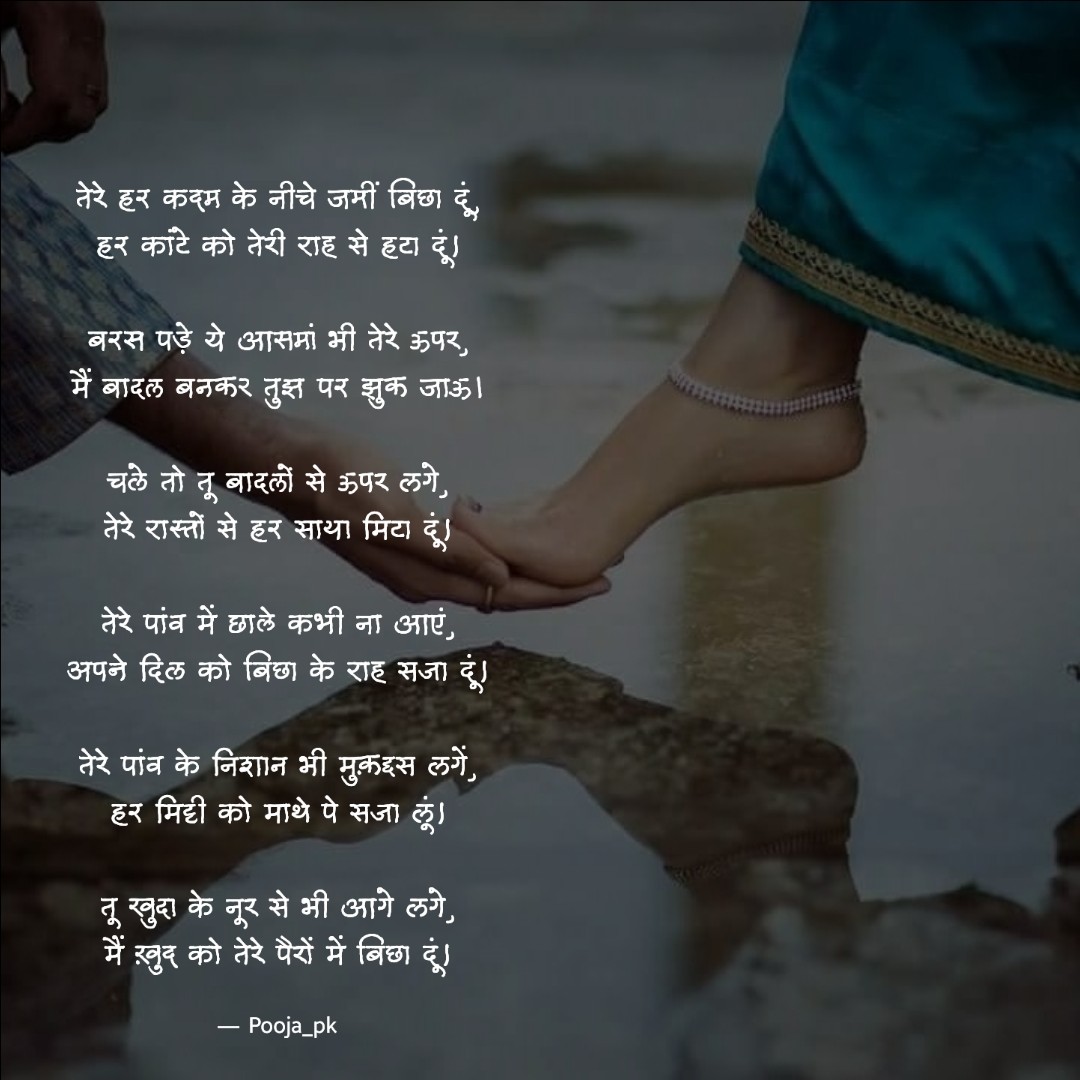 तेरे हर कदम के नीचे जमीं बिछा दूं,
हर कांटे को तेरी राह से हटा दूं।
बरस पड़े ये आसमां भी तेरे ऊपर,
मैं बादल बनकर तुझ पर झुक जाऊ।
चले तो तू बादलों से ऊपर लगे,
तेरे रास्तों से हर साया मिटा दूं।
तेरे पांव में छाले कभी ना आएं,
अपने दिल को बिछा के राह सजा दूं।
तेरे पांव के निशान भी मुक़द्दस लगें,
हर मिट्टी को माथे पे सजा लूं।
तू खुदा के नूर से भी आगे लगे,
मैं ख़ुद को तेरे पैरों में बिछा दूं।
— Pooja_pk